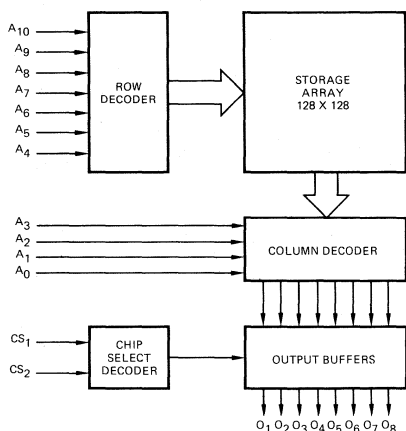 A10
A9
A8
A7
A6
A5
A4
ROW
DECODER
STORAGE
ARRAY
128 X 128
A3
A2
A1
A0
COLUMN DECODER
CS1
CS2
CHIP
SELECT
DECODER
OUTPUT BUFFERS
O1 O2 O3 O4 O5 O6 O7 O8